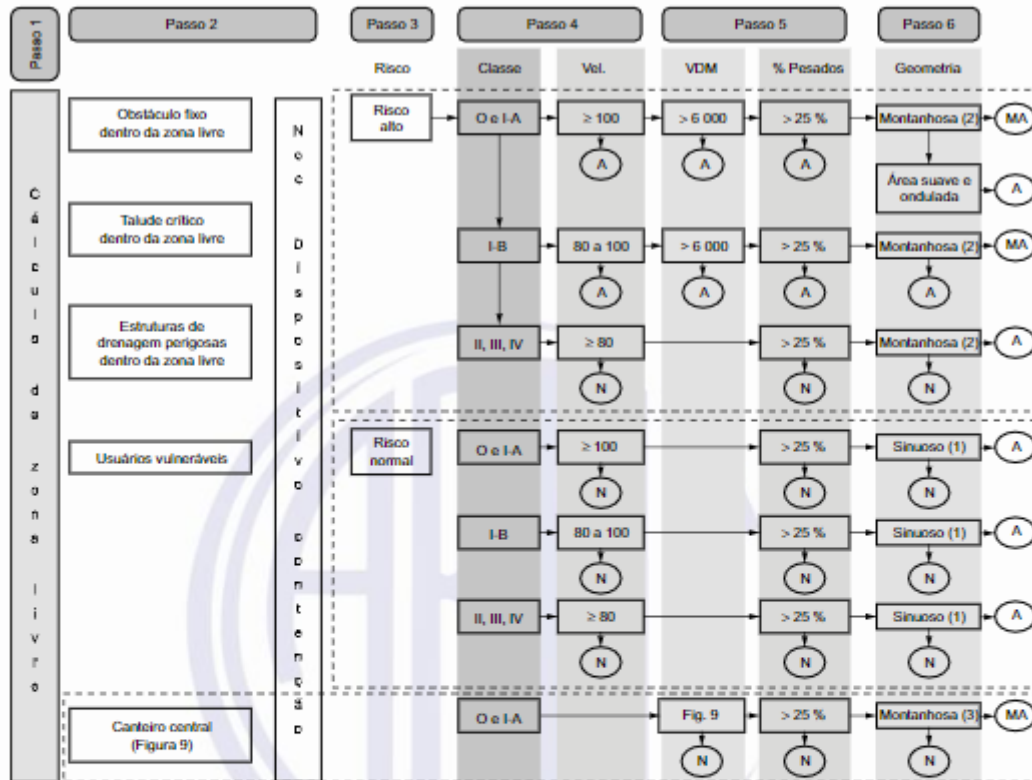 Passo 1
Passo 2
Passo 3
Passo 4
Passo 5
Passo 6
Risco
Classe
Vel.
VDM
% Pesados
Geometria
Cálculo da zona livre
Obstáculo fixo
dentro da zona livre
Talude crítico
dentro da zona livre
Estruturas de
drenagem perigosas
dentro da zona livre
Usuários vulneráveis
Canteiro central
(Figura 9)
Dispositivo
Risco
alto
O e I-A
≥ 100
> 6 000
> 25 %
Montanhosa (2)
MA
A
A
A
Área suave e
ondulada
A
I-B
80 a 100
> 6 000
> 25 %
Montanhosa (2)
MA
A
A
A
A
II, III, IV
≥ 80
> 25 %
Montanhosa (2)
A
N
N
N
Risco
normal
O e I-A
≥ 100
> 25 %
Sinuoso (1)
A
N
N
N
I-B
80 a 100
> 25 %
Sinuoso (1)
A
N
N
N
II, III, IV
≥ 80
> 25 %
Sinuoso (1)
A
N
N
N
O e I-A
Fig. 9
> 25 %
Montanhosa (3)
MA
N
N
N